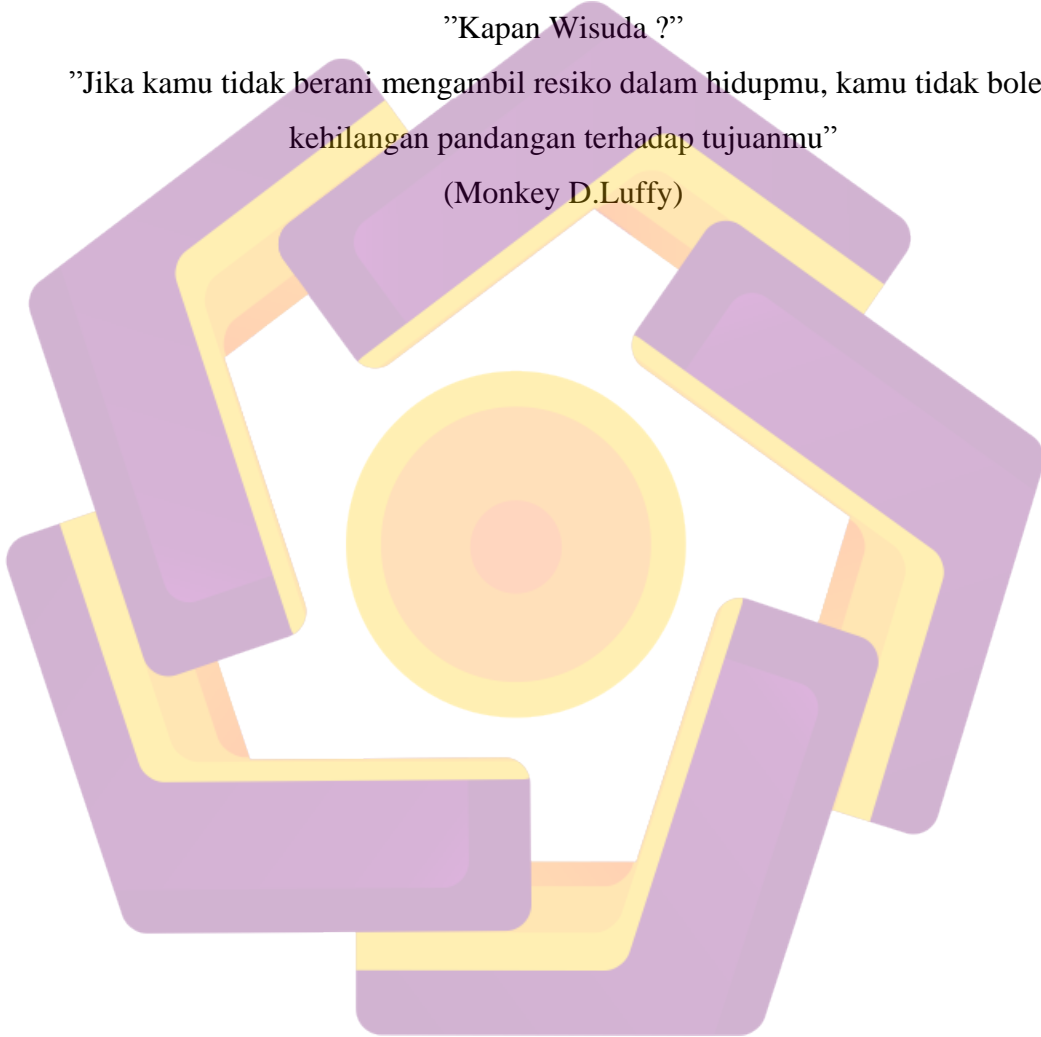 ”Kapan Wisuda ?”
”Jika kamu tidak berani mengambil resiko dalam hidupmu, kamu tidak bole
kehilangan pandangan terhadap tujuanmu”
(Monkey D.Luffy)